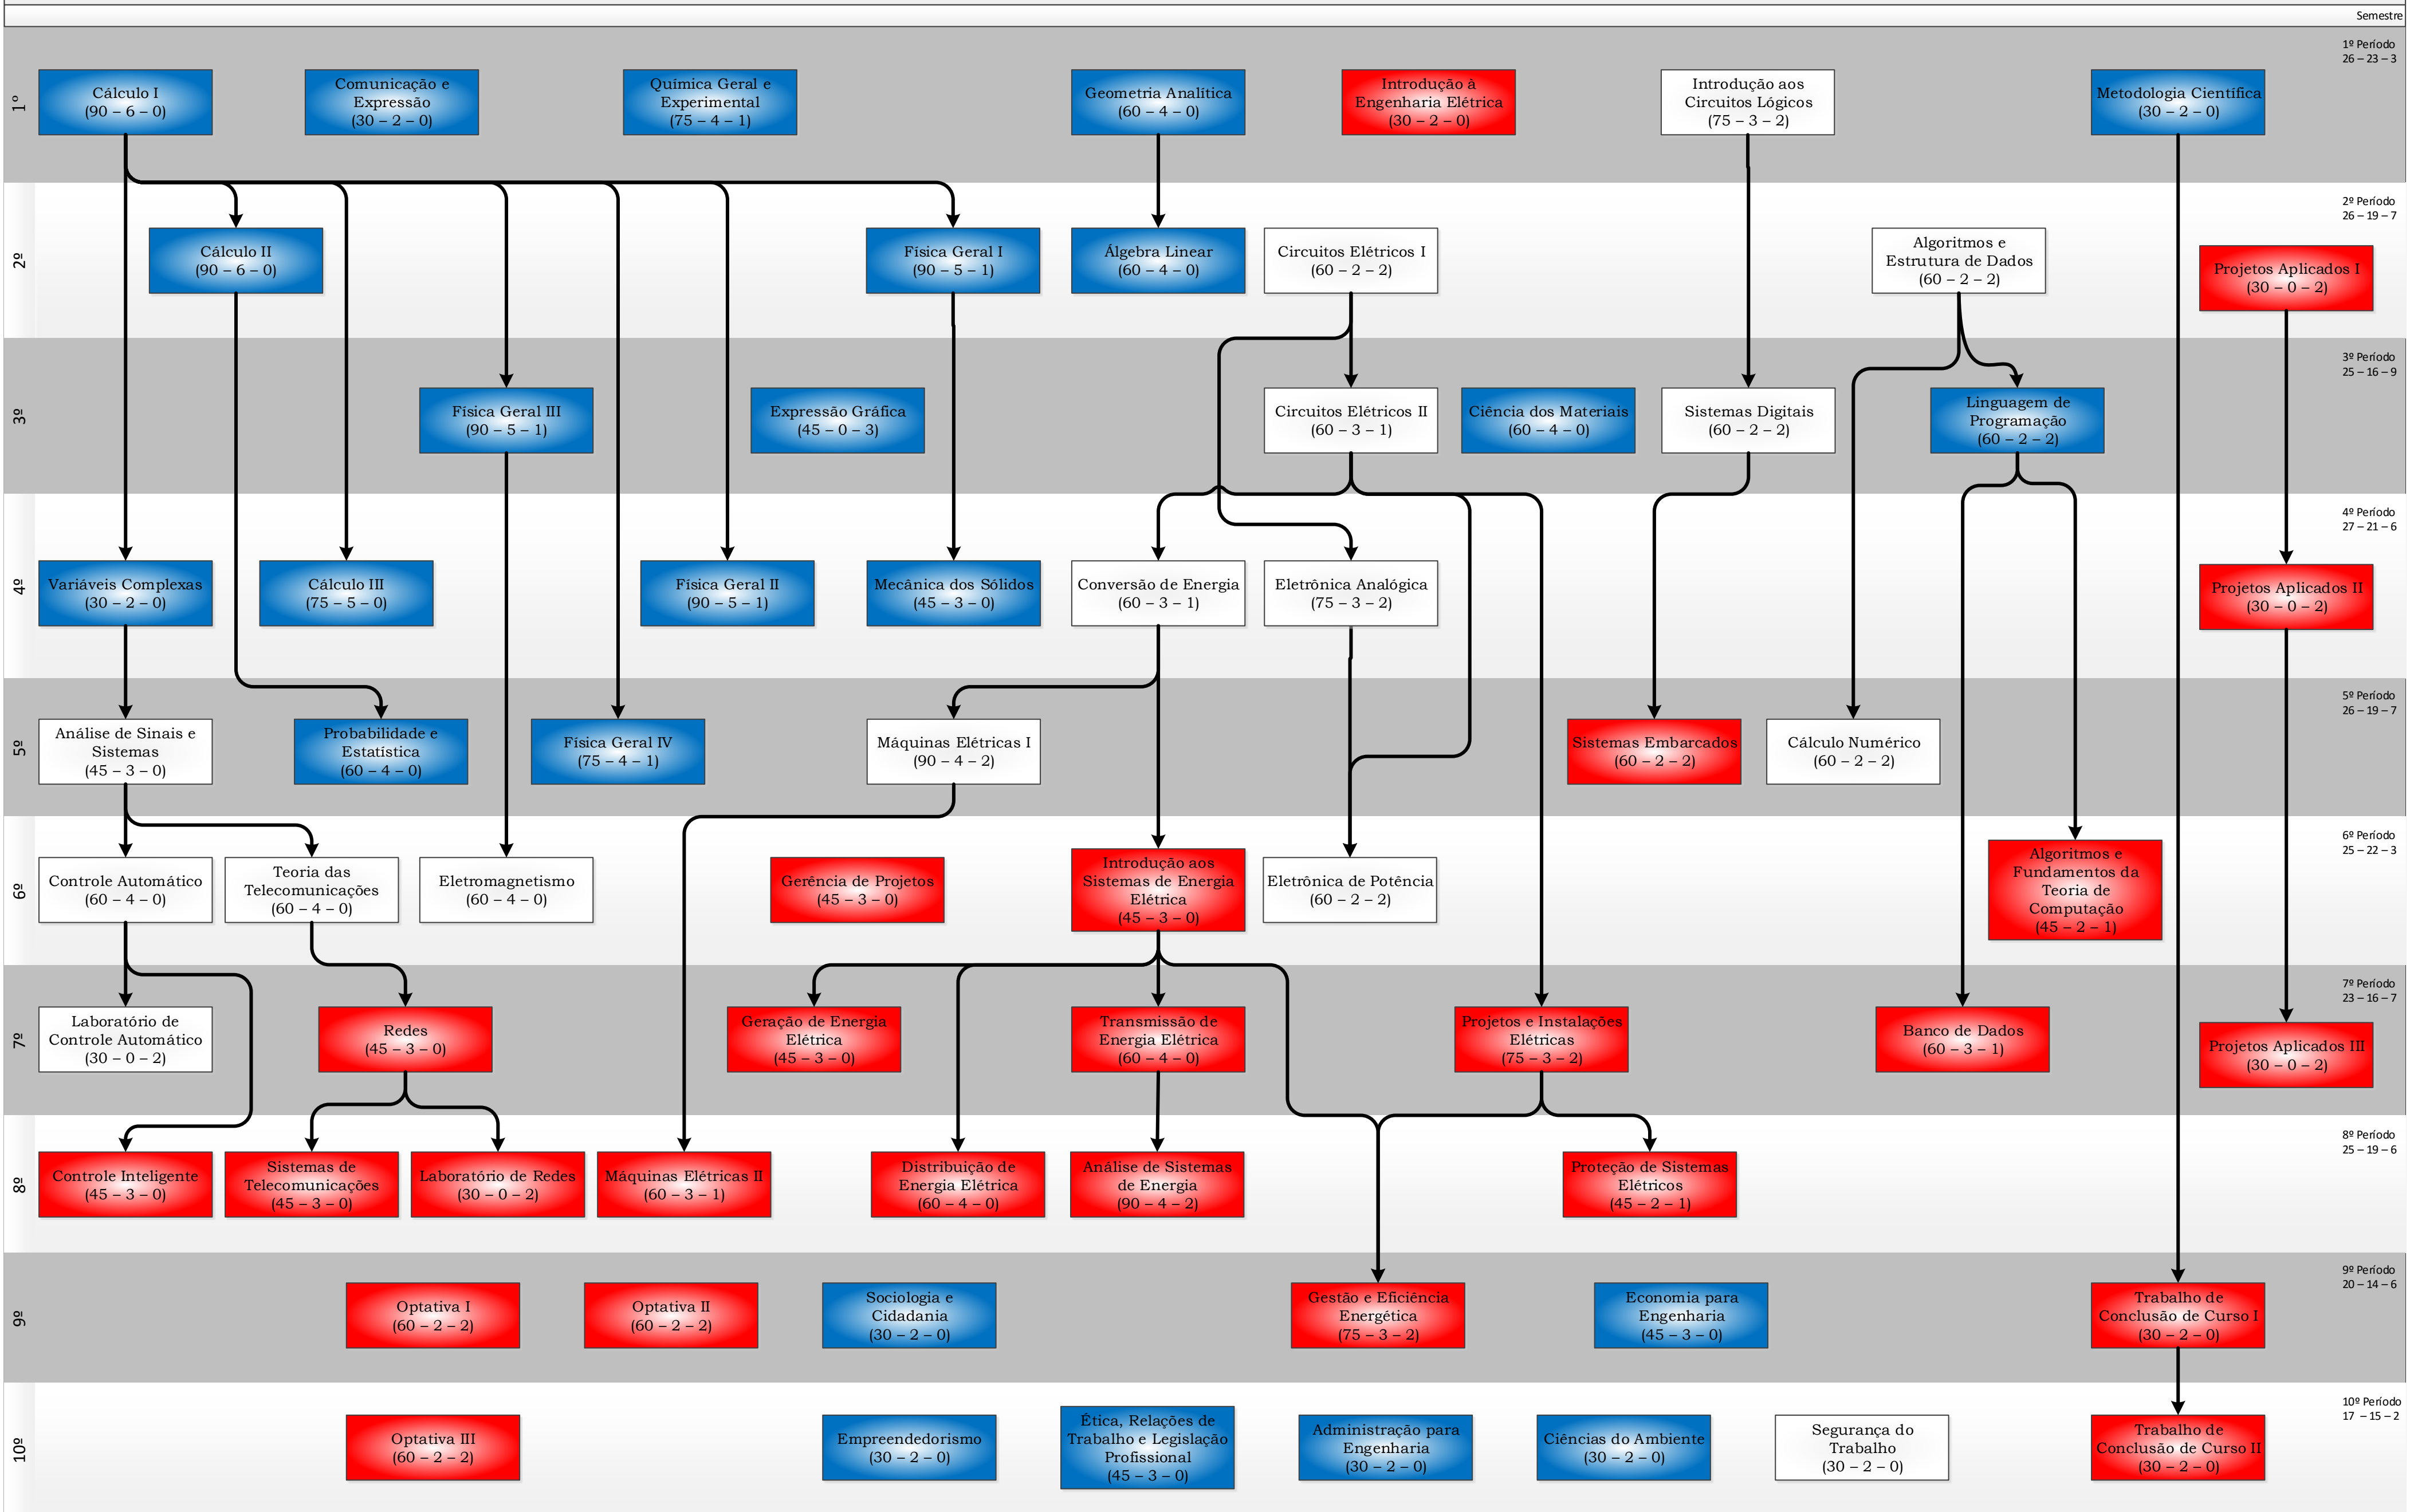 Semestre
1º
1º Período
26 – 23 – 3
Cálculo I
(90 – 6 – 0)
Comunicação e
Expressão
(30 – 2 – 0)
Química Geral e
Experimental
(75 – 4 – 1)
Geometria Analítica
(60 – 4 – 0)
Introdução à
Engenharia Elétrica
(30 – 2 – 0)
Introdução aos
Circuitos Lógicos
(75 – 3 – 2)
Metodologia Científica
(30 – 2 – 0)
2º
2º Período
26 – 19 – 7
Cálculo II
(90 – 6 – 0)
Física Geral I
(90 – 5 – 1)
Álgebra Linear
(60 – 4 – 0)
Circuitos Elétricos I
(60 – 2 – 2)
Algoritmos e
Estrutura de Dados
(60 – 2 – 2)
Projetos Aplicados I
(30 – 0 – 2)
3º
3º Período
25 – 16 – 9
Física Geral III
(90 – 5 – 1)
Expressão Gráfica
(45 – 0 – 3)
Circuitos Elétricos II
(60 – 3 – 1)
Ciência dos Materiais
(60 – 4 – 0)
Sistemas Digitais
(60 – 2 – 2)
Linguagem de
Programação
(60 – 2 – 2)
4º
4º Período
27 – 21 – 6
Variáveis Complexas
(30 – 2 – 0)
Cálculo III
(75 – 5 – 0)
Física Geral II
(90 – 5 – 1)
Mecânica dos Sólidos
(45 – 3 – 0)
Conversão de Energia
(60 – 3 – 1)
Eletrônica Analógica
(75 – 3 – 2)
Projetos Aplicados II
(30 – 0 – 2)
5º
5º Período
26 – 19 – 7
Análise de Sinais e
Sistemas
(45 – 3 – 0)
Probabilidade e
Estatística
(60 – 4 – 0)
Física Geral IV
(75 – 4 – 1)
Máquinas Elétricas I
(90 – 4 – 2)
Sistemas Embarcados
(60 – 2 – 2)
Cálculo Numérico
(60 – 2 – 2)
6º
6º Período
25 – 22 – 3
Controle Automático
(60 – 4 – 0)
Teoria das
Telecomunicações
(60 – 4 – 0)
Eletromagnetismo
(60 – 4 – 0)
Gerência de Projetos
(45 – 3 – 0)
Introdução aos
Sistemas de Energia
Elétrica
(45 – 3 – 0)
Eletrônica de Potência
(60 – 2 – 2)
Algoritmos e
Fundamentos da
Teoria de
Computação
(45 – 2 – 1)
7º
7º Período
23 – 16 – 7
Laboratório de
Controle Automático
(30 – 0 – 2)
Redes
(45 – 3 – 0)
Geração de Energia
Elétrica
(45 – 3 – 0)
Transmissão de
Energia Elétrica
(60 – 4 – 0)
Projetos e Instalações
Elétricas
(75 – 3 – 2)
Banco de Dados
(60 – 3 – 1)
Projetos Aplicados III
(30 – 0 – 2)
8º
8º Período
25 – 19 – 6
Controle Inteligente
(45 – 3 – 0)
Sistemas de
Telecomunicações
(45 – 3 – 0)
Laboratório de Redes
(30 – 0 – 2)
Máquinas Elétricas II
(60 – 3 – 1)
Distribuição de
Energia Elétrica
(60 – 4 – 0)
Análise de Sistemas
de Energia
(90 – 4 – 2)
Proteção de Sistemas
Elétricos
(45 – 2 – 1)
9º
9º Período
20 – 14 – 6
Optativa I
(60 – 2 – 2)
Optativa II
(60 – 2 – 2)
Sociologia e
Cidadania
(30 – 2 – 0)
Gestão e Eficiência
Energética
(75 – 3 – 2)
Economia para
Engenharia
(45 – 3 – 0)
Trabalho de
Conclusão de Curso I
(30 – 2 – 0)
10º
10º Período
17 – 15 – 2
Optativa III
(60 – 2 – 2)
Empreendedorismo
(30 – 2 – 0)
Ética, Relações de
Trabalho e Legislação
Profissional
(45 – 3 – 0)
Administração para
Engenharia
(30 – 2 – 0)
Ciências do Ambiente
(30 – 2 – 0)
Segurança do
Trabalho
(30 – 2 – 0)
Trabalho de
Conclusão de Curso II
(30 – 2 – 0)